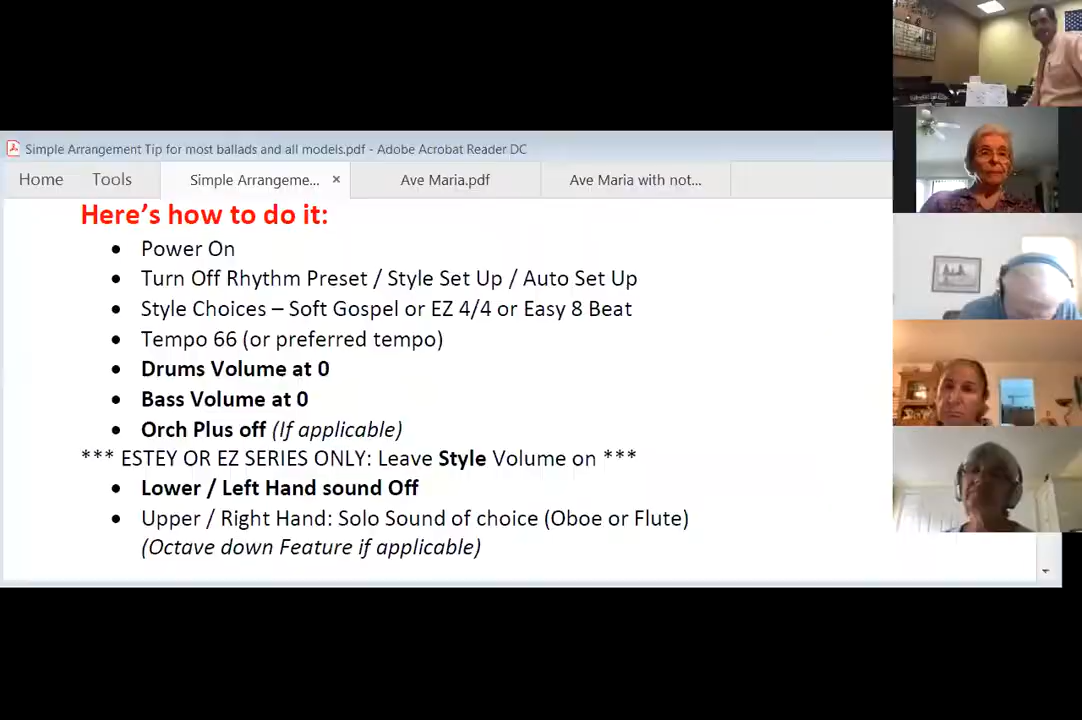 Simple Arrangement Tip for most ballads and all models.pdf - Adobe Acrobat Reader DC
Home Tools Simple Arrangeme... × Ave Maria.pdf Ave Maria with not...
Here’s how to do it:
• Power On
• Turn Off Rhythm Preset / Style Set Up / Auto Set Up
• Style Choices – Soft Gospel or EZ 4/4 or Easy 8 Beat
• Tempo 66 (or preferred tempo)
• Drums Volume at 0
• Bass Volume at 0
• Orch Plus off (If applicable)
*** ESTEY OR EZ SERIES ONLY: Leave Style Volume on ***
• Lower / Left Hand sound Off
• Upper / Right Hand: Solo Sound of choice (Oboe or Flute)
(Octave down Feature if applicable)